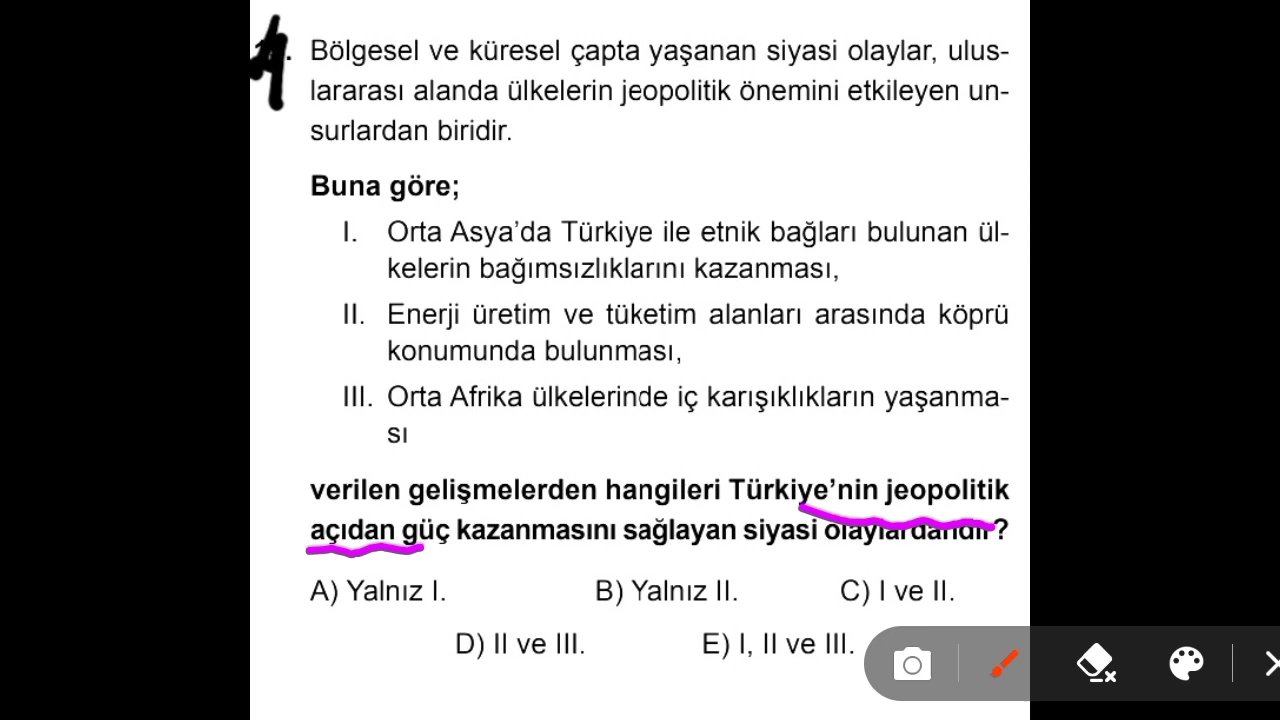 4. Bölgesel ve küresel çapta yaşanan siyasi olaylar, ulus-
lararası alanda ülkelerin jeopolitik önemini etkileyen un-
surlardan biridir.
Buna göre;
I. Orta Asya'da Türkiye ile etnik bağları bulunan ül-
kelerin bağımsızlıklarını kazanması,
II. Enerji üretim ve tüketim alanları arasında köprü
konumunda bulunması,
III. Orta Afrika ülkelerinde iç karışıklıkların yaşanma-
sı
verilen gelişmelerden hangileri Türkiye'nin jeopolitik
açıdan güç kazanmasını sağlayan siyasi olaylardandır?
A) Yalnız I. B) Yalnız II. C) I ve II.
D) II ve III. E) I, II ve III.